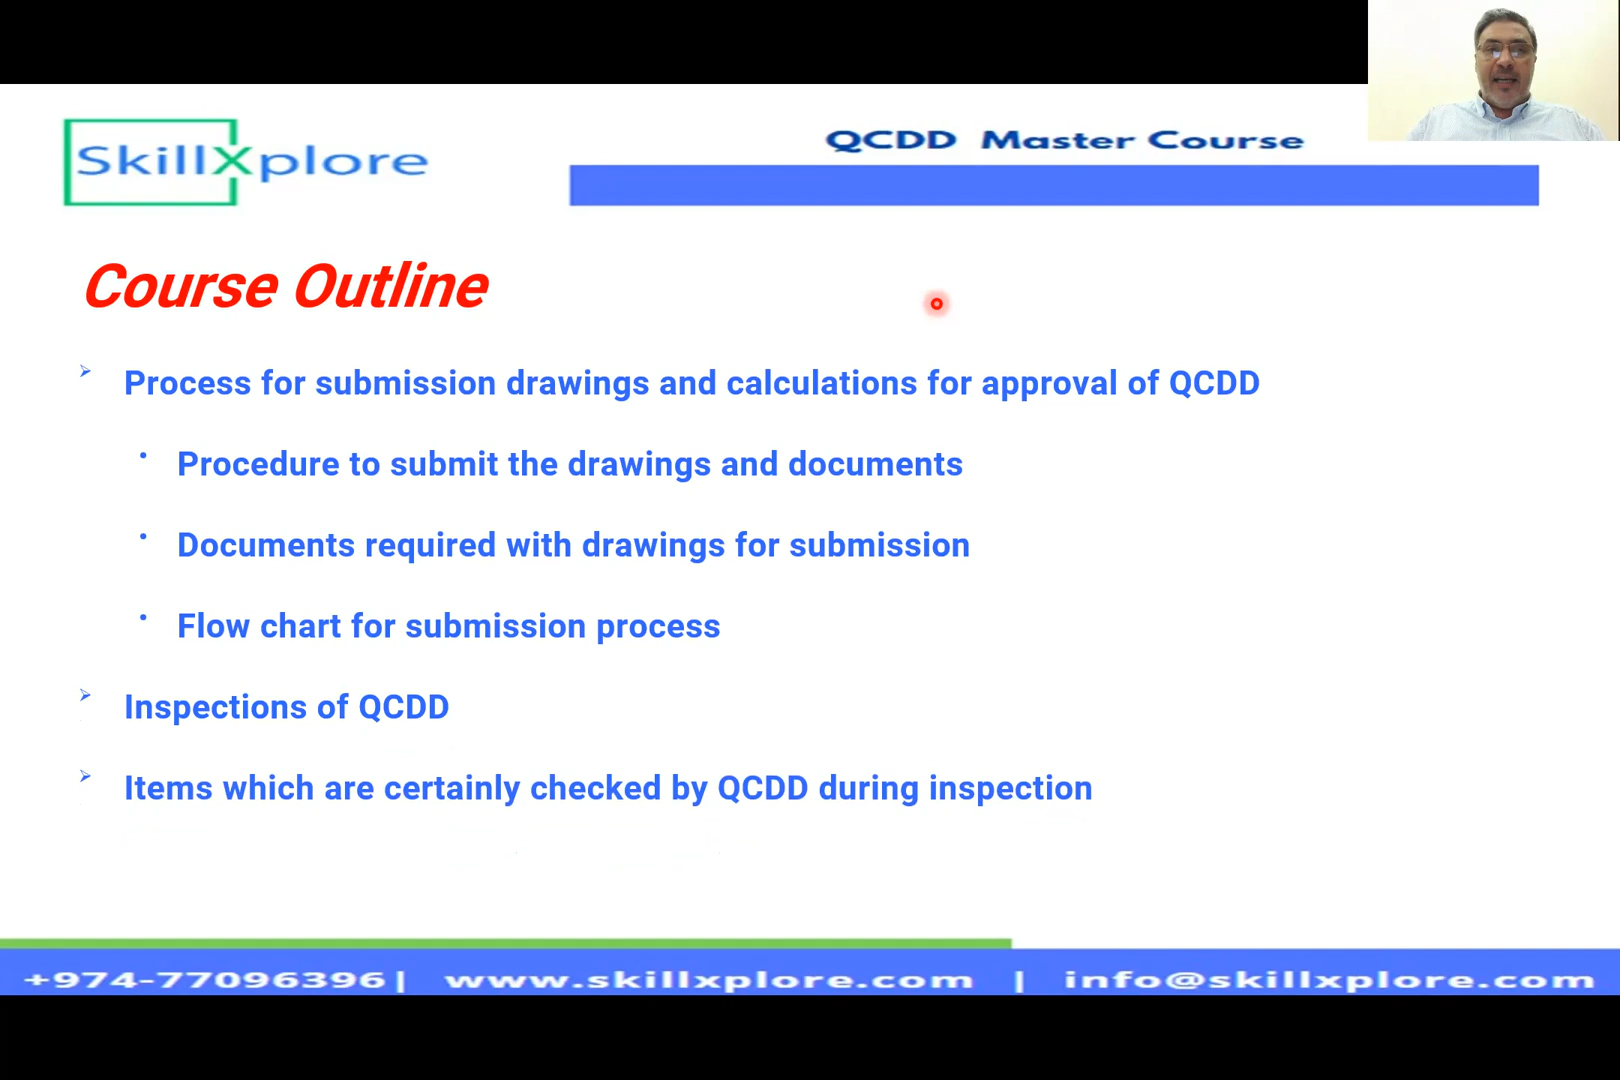 SkillXplore
QCDD Master Course
Course Outline
Process for submission drawings and calculations for approval of QCDD
Procedure to submit the drawings and documents
Documents required with drawings for submission
Flow chart for submission process
Inspections of QCDD
Items which are certainly checked by QCDD during inspection
+974-77096396| www.skillxplore.com | info@skillxplore.com